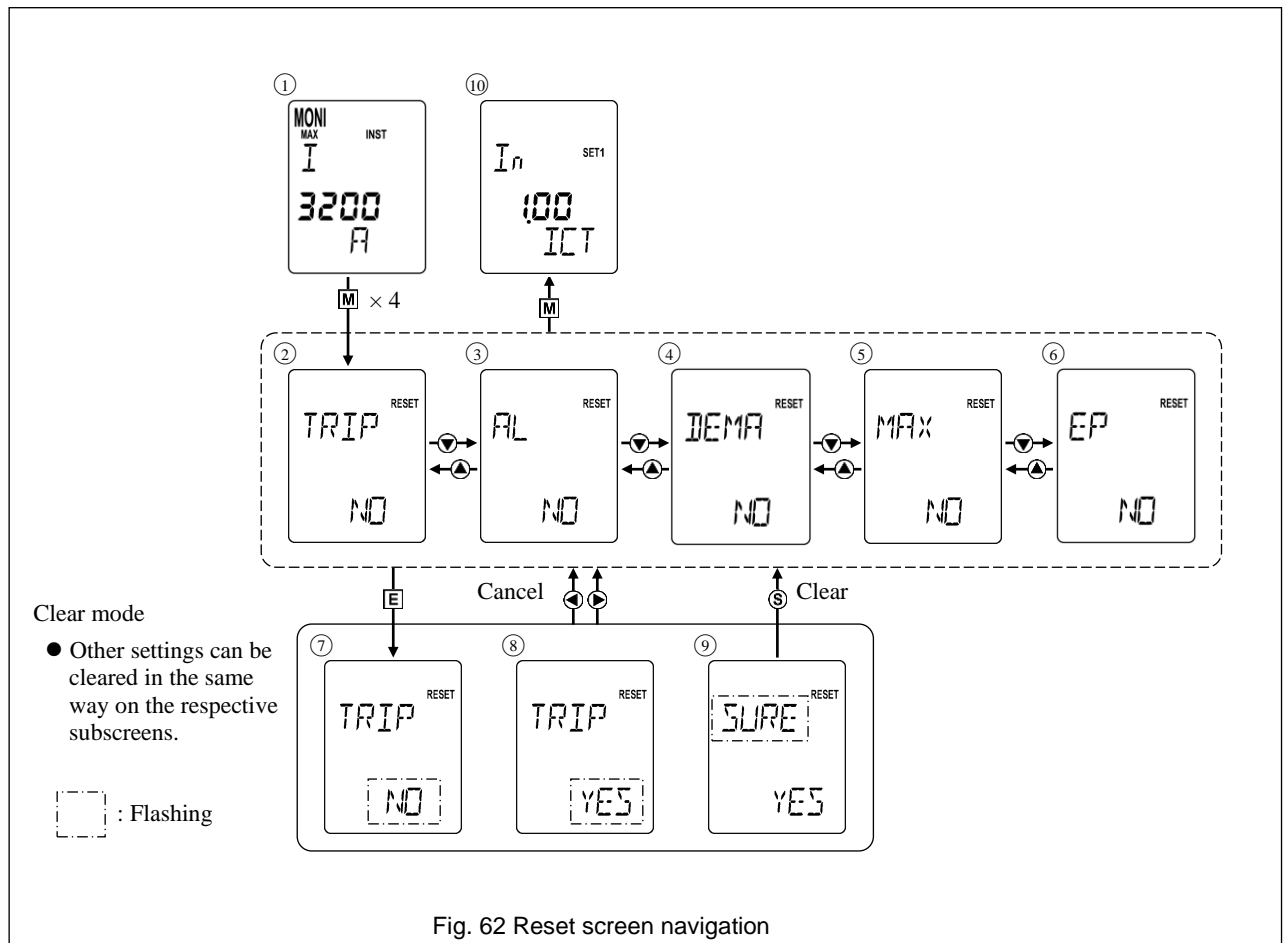 ① ⑩
MONI
MAX INST
I
3200
A
In SET1
1.00
ICT
M × 4
M
② ③ ④ ⑤ ⑥
RESET
TRIP
NO
RESET
AL
NO
RESET
DEMA
NO
RESET
MAX
NO
RESET
EP
NO
E
Cancel
S Clear
Clear mode
● Other settings can be
cleared in the same
way on the respective
subscreens.
: Flashing
⑦ ⑧ ⑨
RESET
TRIP
NO
RESET
TRIP
YES
RESET
SURE
YES
Fig. 62 Reset screen navigation